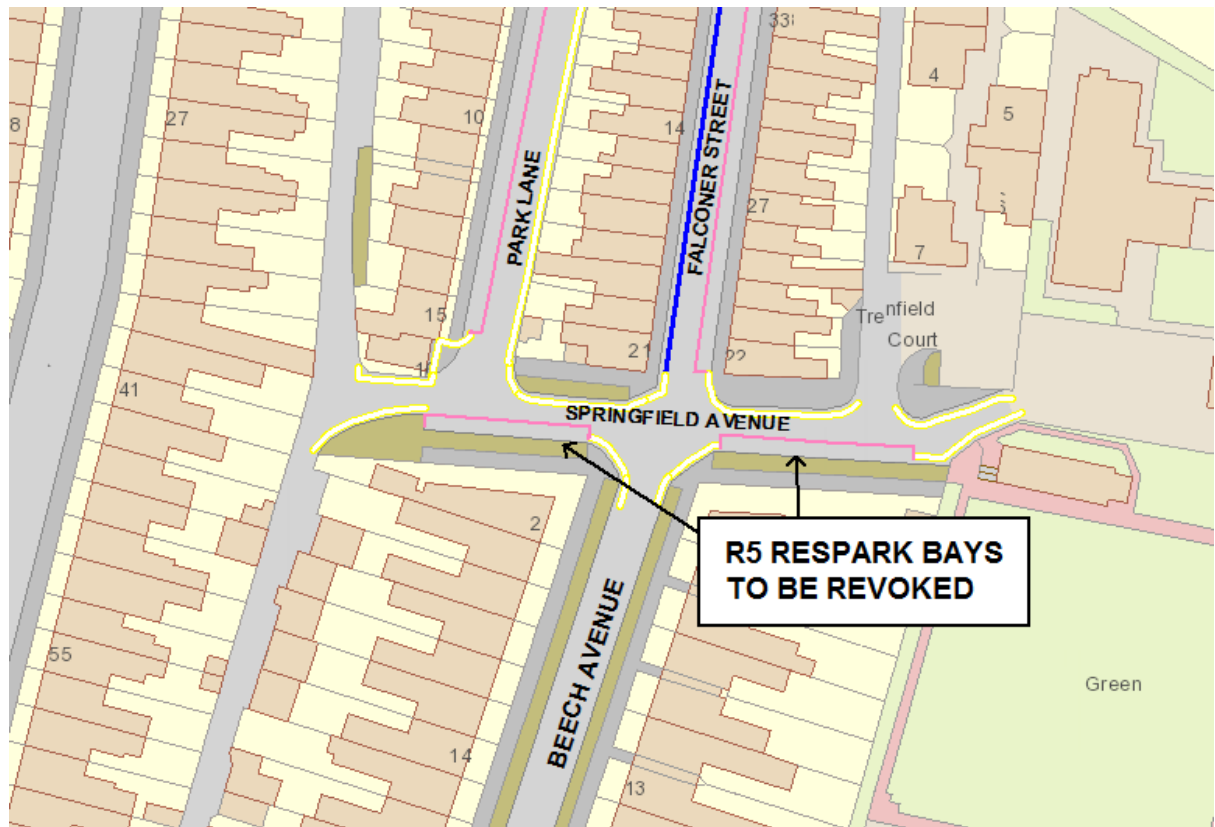 33
8
27
10
14
4
5
PARK LANE
FALCONER STREET
27
7
15
Trenfield
Court
21
22
SPRINGFIELD AVENUE
41
2
R5 RESPARK BAYS
TO BE REVOKED
BEECH AVENUE
55
Green
14
13